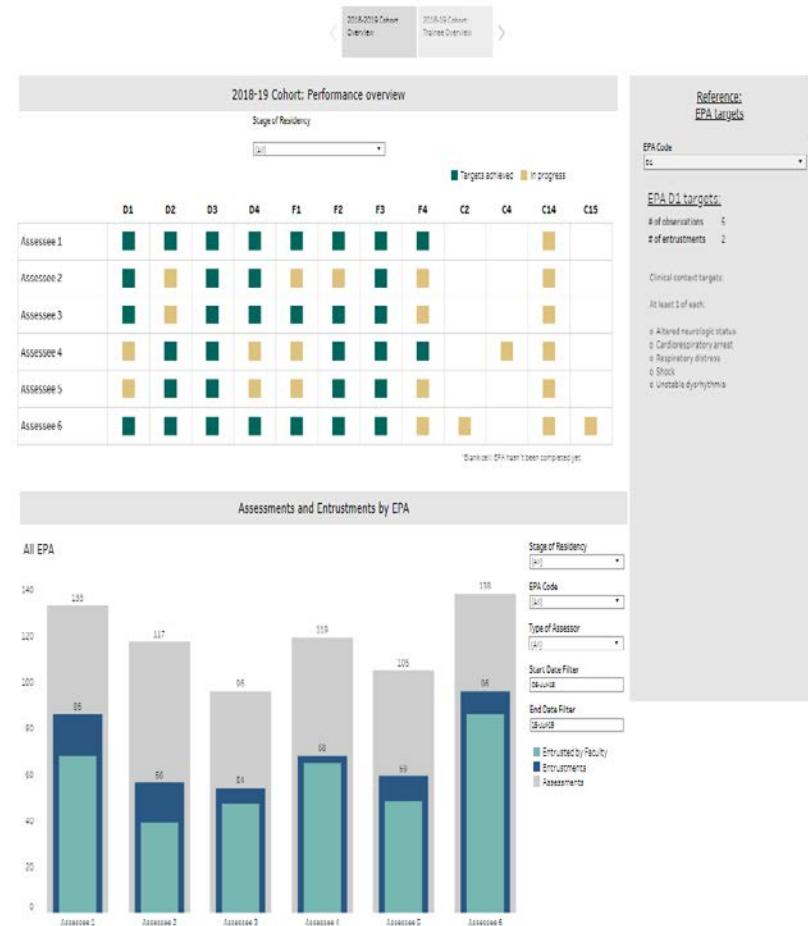 2018-2019 Cohort
Overview
2018-19 Cohort:
Trainee Overview
2018-19 Cohort: Performance overview
Stage of Residency
(All)
Targets achieved
In progress
D1 D2 D3 D4 F1 F2 F3 F4 C2 C4 C14 C15
Assessee 1
Assessee 2
Assessee 3
Assessee 4
Assessee 5
Assessee 6
*Blank cell: EPA hasn't been completed yet
Reference:
EPA targets
EPA Code
D1
EPA D1 targets:
# of observations
# of entrustments 2
Clinical context targets:
At least 1 of each:
o Altered neurologic status
o Cardiorespiratory arrest
o Respiratory distress
o Shock
o Unstable dysrhythmia
Assessments and Entrustments by EPA
All EPA
Stage of Residency
(All)
EPA Code
(All)
Type of Assessor
(All)
Start Date Filter
End Date Filter
Entrusted by Faculty
Entrustments
Assessments
140
120
100
80
60
40
20
0
117
96
119
105
138
68
59
96
Assessee 1
Assessee 2
Assessee 3
Assessee 4
Assessee 5
Assessee 6